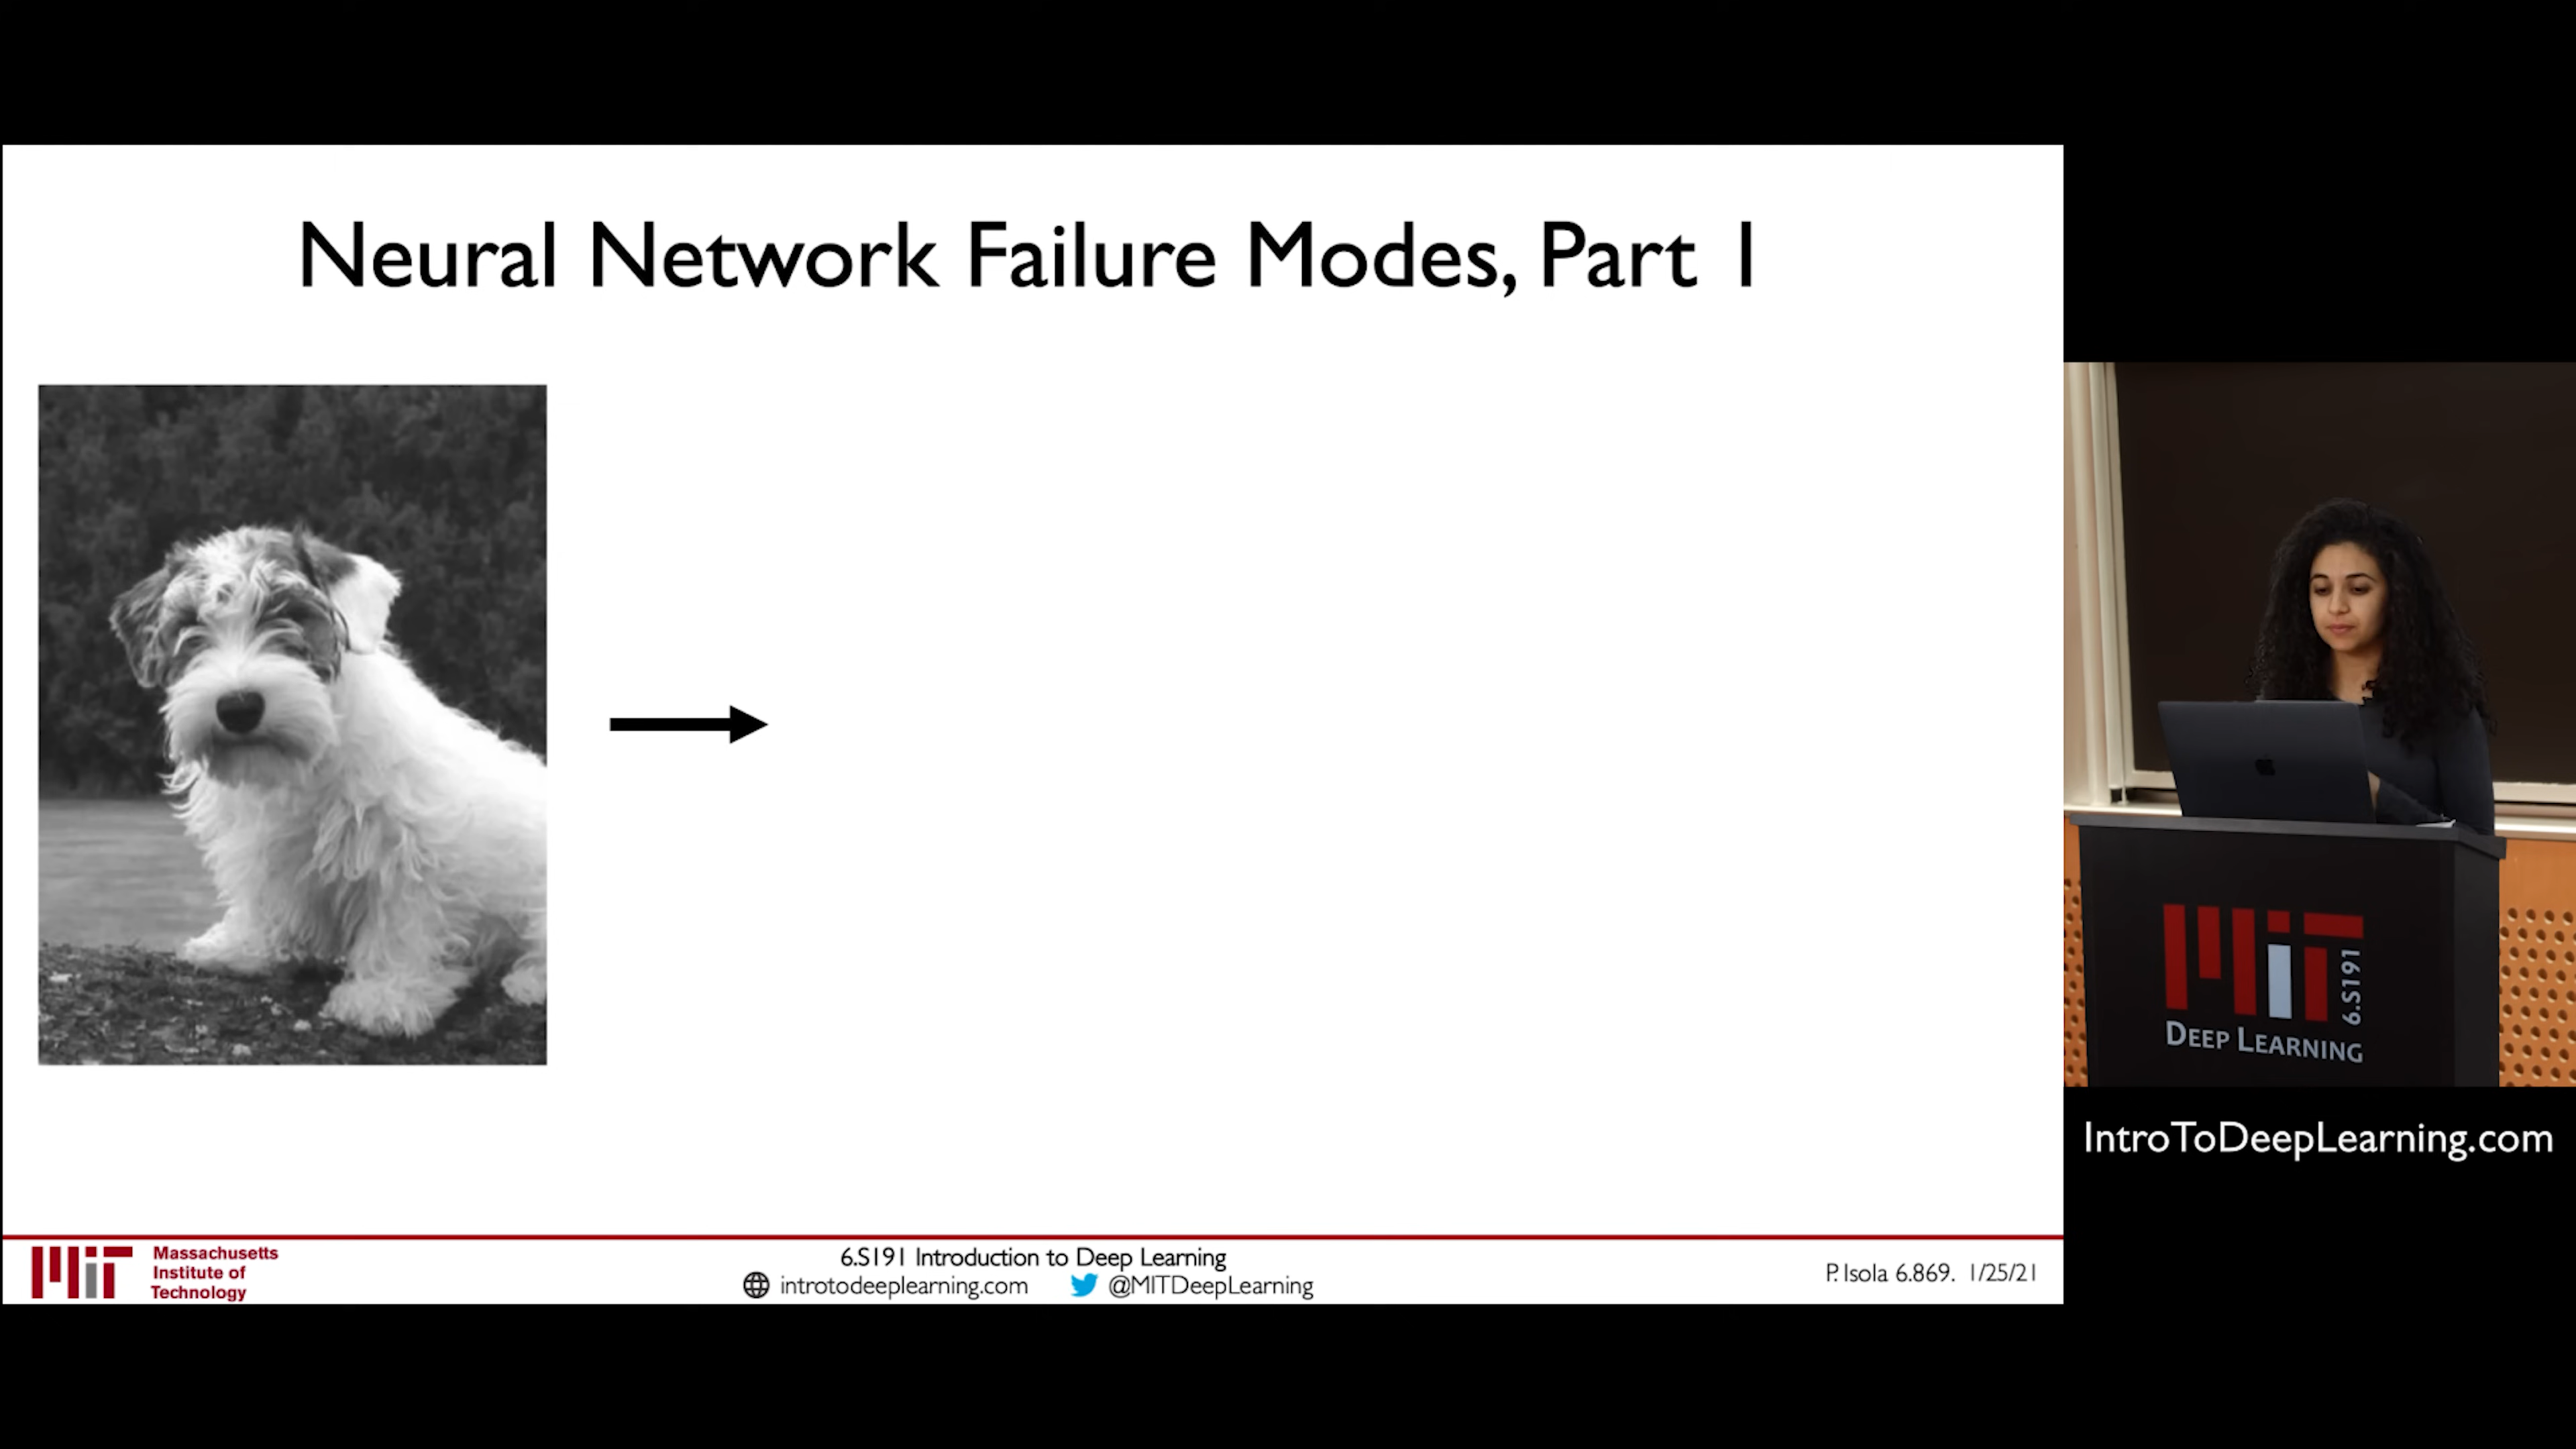 Neural Network Failure Modes, Part 1
6.S191
DEEP LEARNING
IntroToDeepLearning.com
Massachusetts
Institute of
Technology
6.S191 Introduction to Deep Learning
introtodeeplearning.com @MITDeepLearning
P. Isola 6.869. 1/25/21